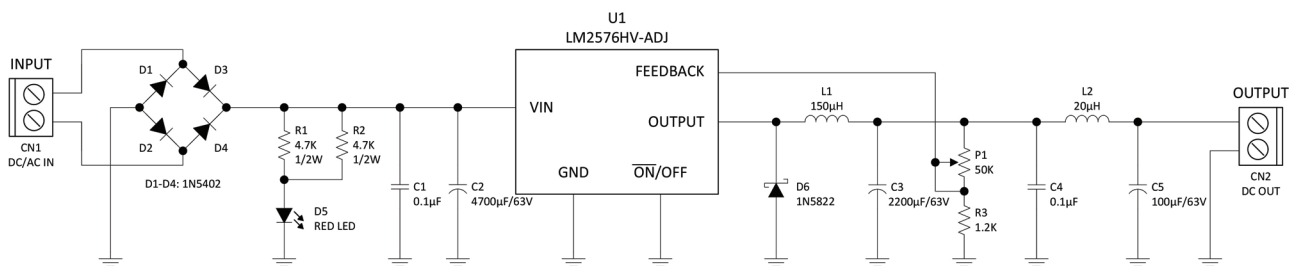 U1
LM2576HV-ADJ
INPUT
CN1
DC/AC IN
D1
D3
D2
D4
D1-D4: 1N5402
R1
4.7K
1/2W
R2
4.7K
1/2W
D5
RED LED
C1
0.1µF
C2
4700µF/63V
VIN
FEEDBACK
OUTPUT
GND
ON/OFF
D6
1N5822
L1
150µH
C3
2200µF/63V
P1
50K
R3
1.2K
C4
0.1µF
L2
20µH
C5
100µF/63V
OUTPUT
CN2
DC OUT